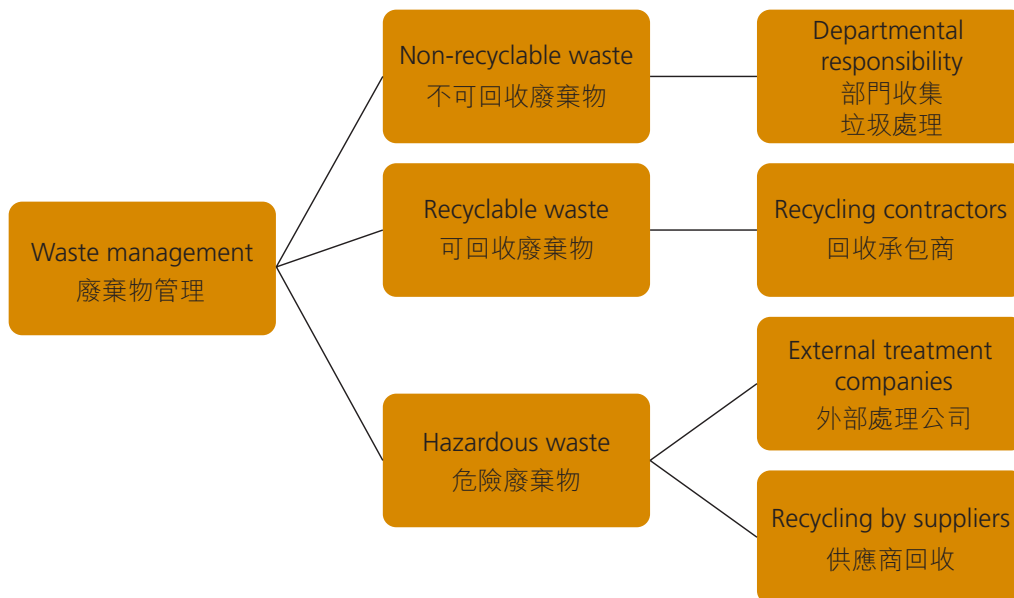 Waste management
廢棄物管理
Non-recyclable waste
不可回收廢棄物
Departmental
responsibility
部門收集
垃圾處理
Recyclable waste
可回收廢棄物
Recycling contractors
回收承包商
Hazardous waste
危險廢棄物
External treatment
companies
外部處理公司
Recycling by suppliers
供應商回收